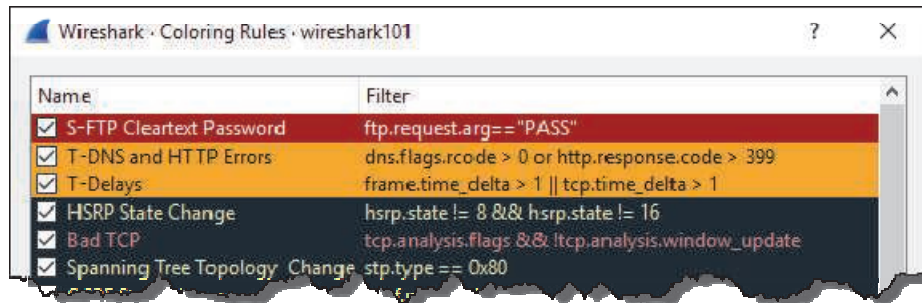 Wireshark · Coloring Rules · wireshark101 ? ×
Name Filter
S-FTP Cleartext Password ftp.request.arg=="PASS"
T-DNS and HTTP Errors dns.flags.rcode > 0 or http.response.code > 399
T-Delays frame.time_delta > 1 || tcp.time_delta > 1
HSRP State Change hsrp.state != 8 && hsrp.state != 16
Bad TCP tcp.analysis.flags && !tcp.analysis.window_update
Spanning Tree Topology Change stp.type == 0x80